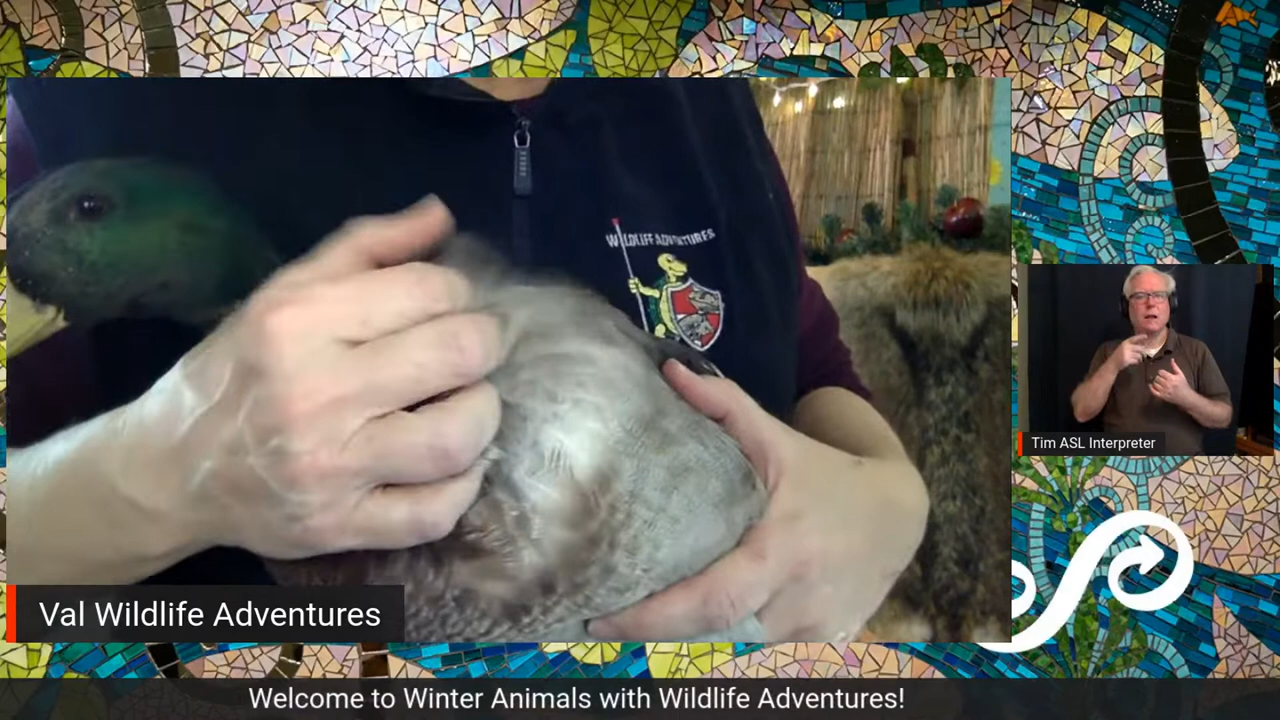 WILDLIFE ADVENTURES
Tim ASL Interpreter
Val Wildlife Adventures
Welcome to Winter Animals with Wildlife Adventures!